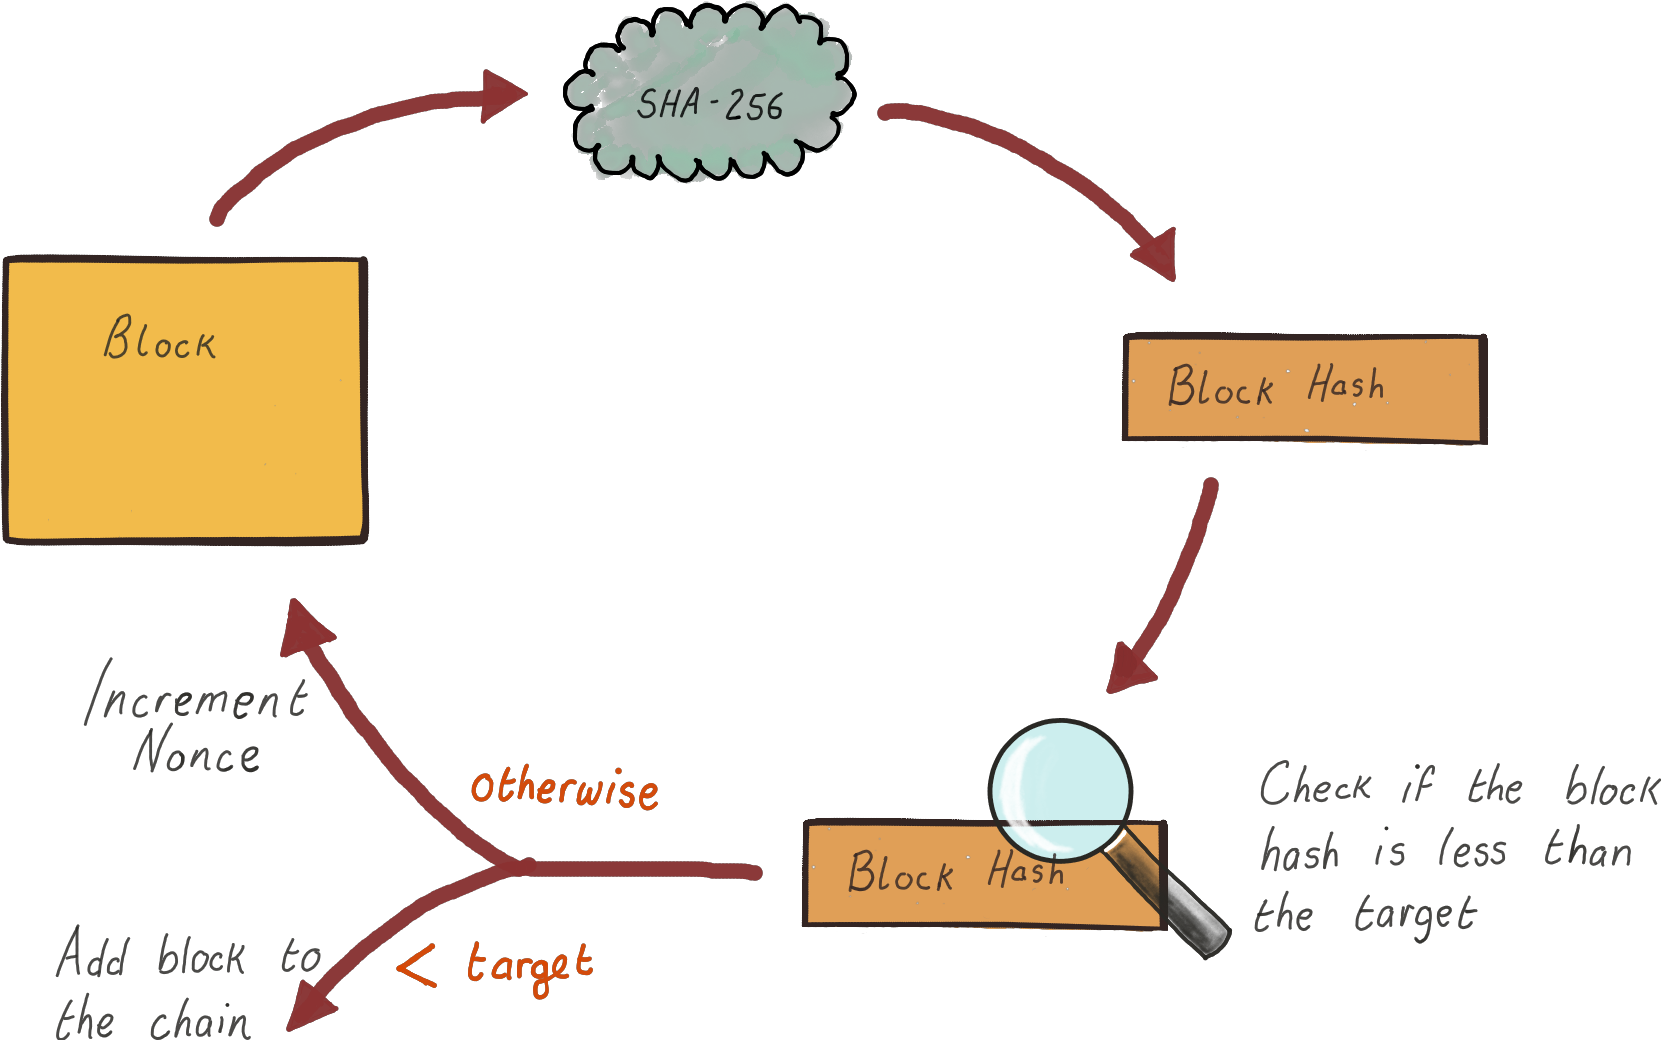 SHA-256
Block
Block Hash
Increment
Nonce
otherwise
Check if the block
hash is less than
the target
Block Hash
Add block to
the chain
< target